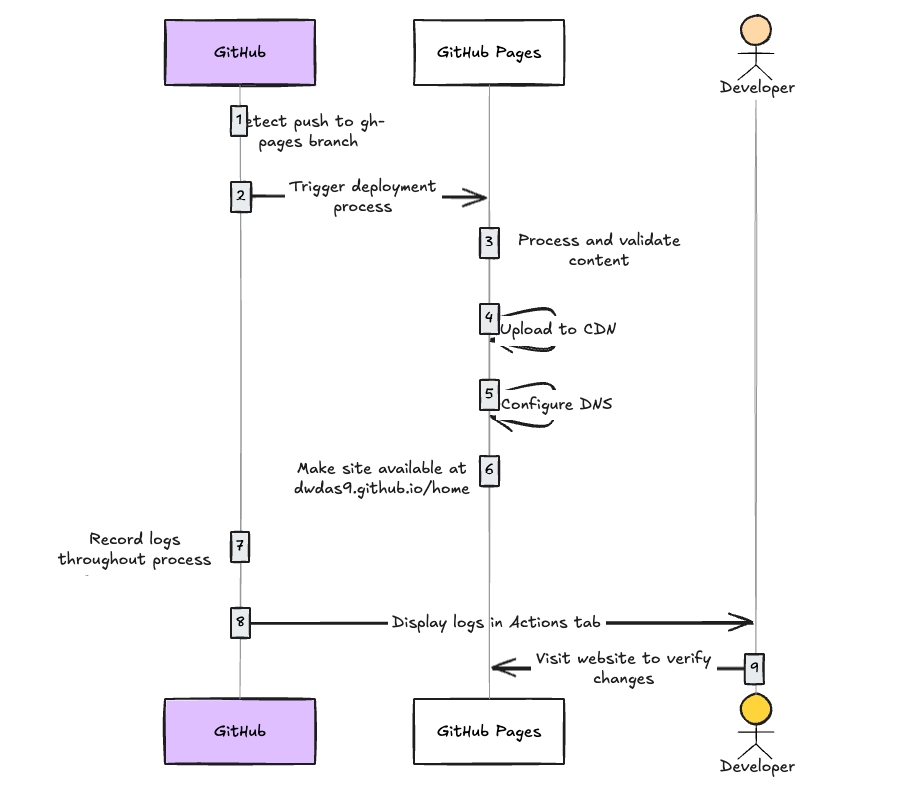 GitHub
GitHub Pages
Developer
1
etect push to gh-
pages branch
2
Trigger deployment
process
3
Process and validate
content
4
Upload to CDN
5
Configure DNS
6
Make site available at
dwdas9.github.io/home
7
Record logs
throughout process
8
Display logs in Actions tab
9
Visit website to verify
changes
GitHub
GitHub Pages
Developer